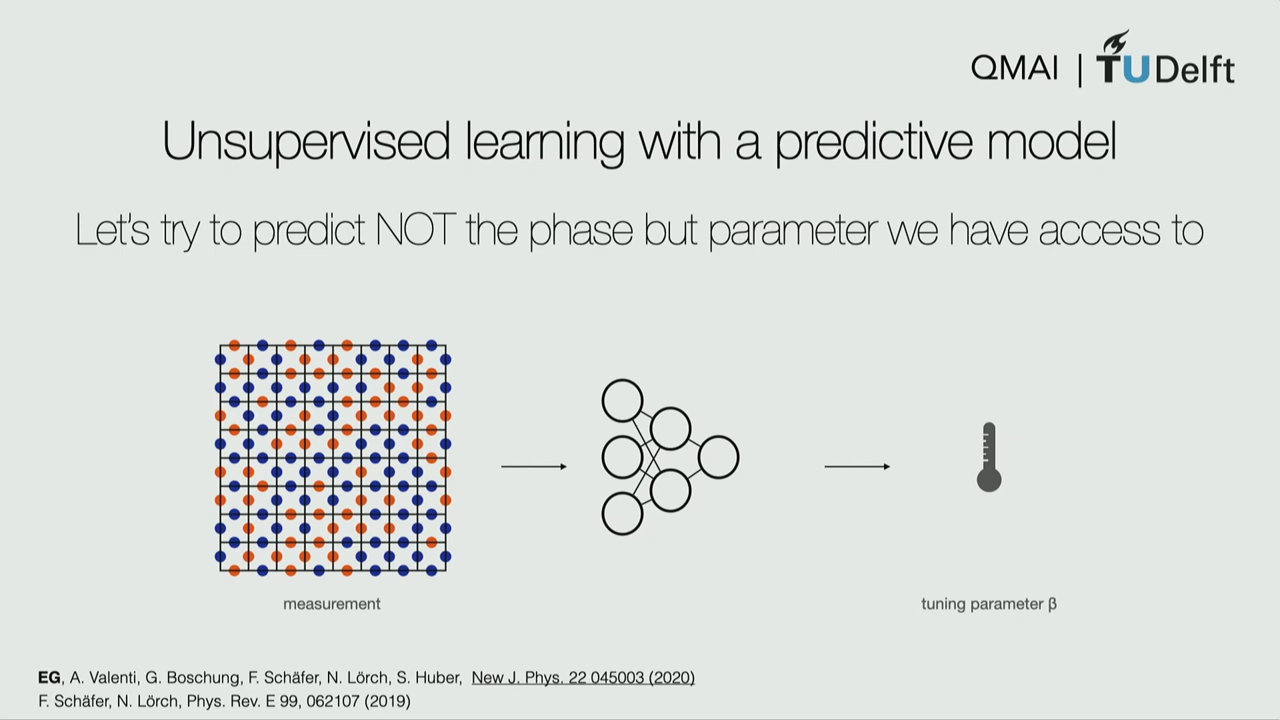 QMAI | TU Delft
Unsupervised learning with a predictive model
Let's try to predict NOT the phase but parameter we have access to
measurement
tuning parameter β
EG, A. Valenti, G. Boschung, F. Schäfer, N. Lörch, S. Huber, New J. Phys. 22 045003 (2020)
F. Schäfer, N. Lörch, Phys. Rev. E 99, 062107 (2019)